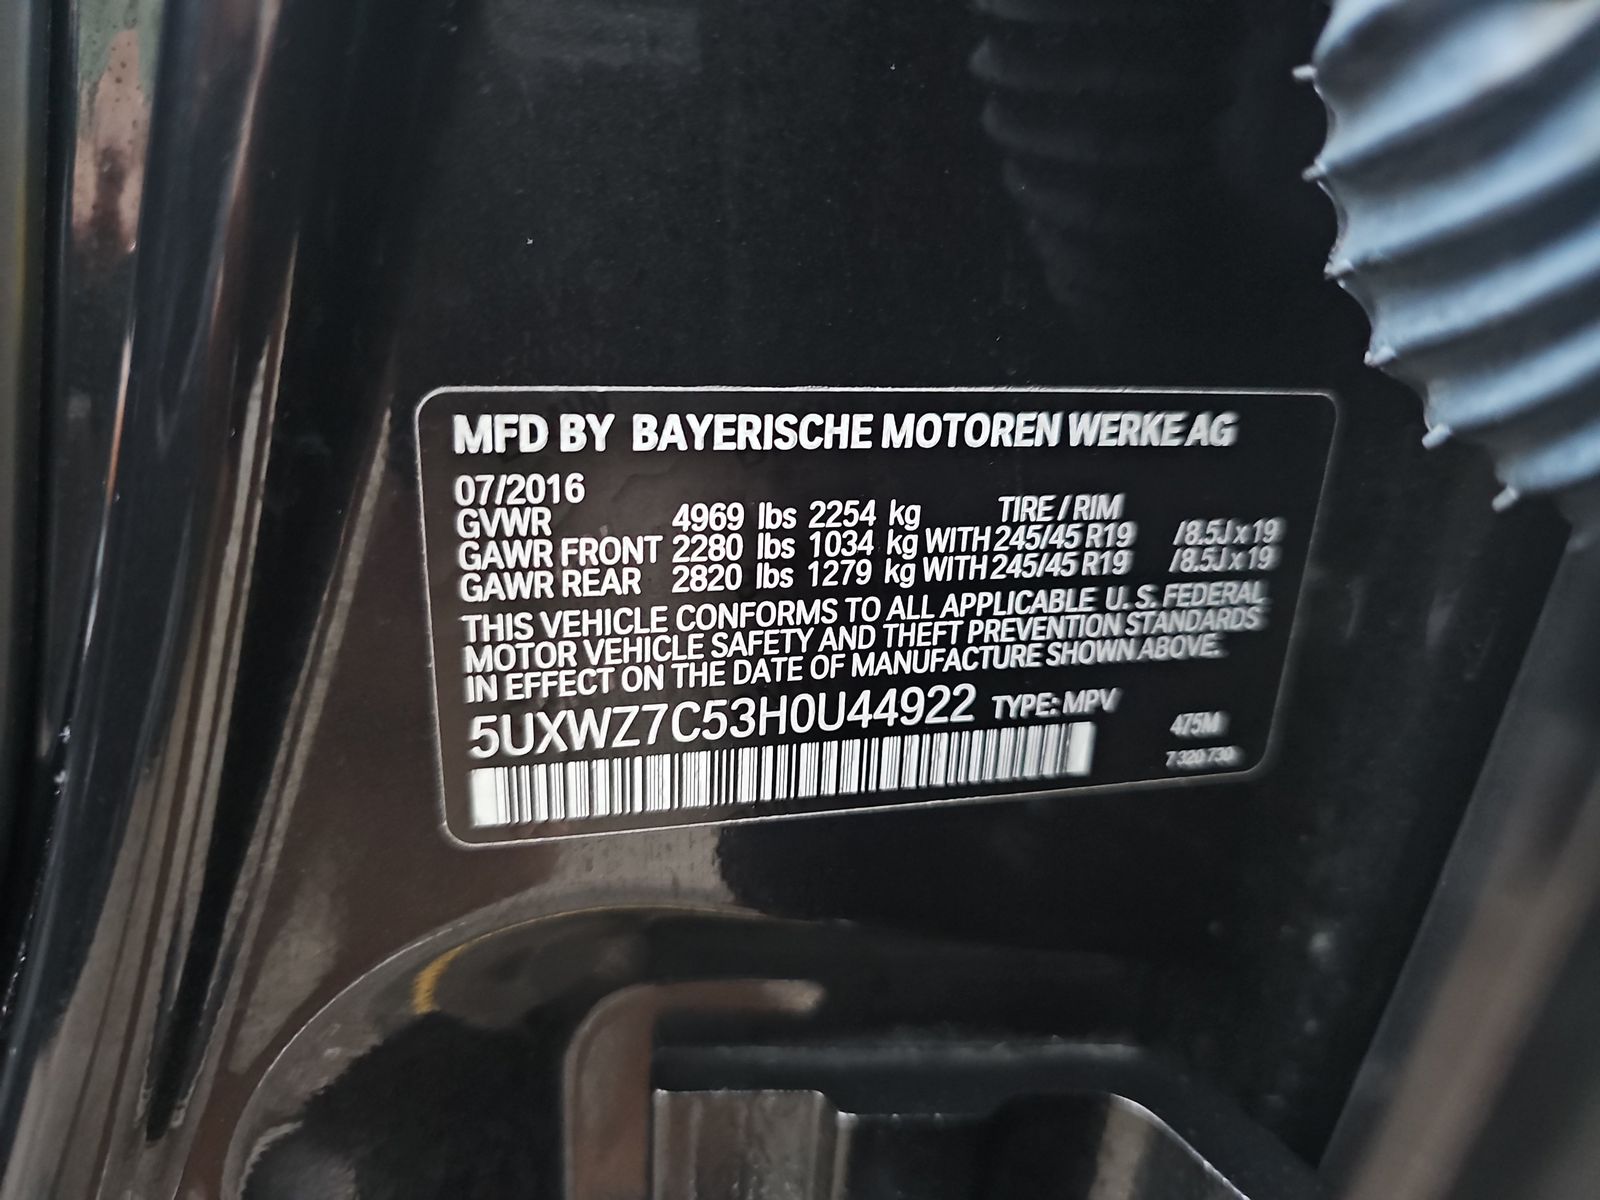 MFD BY BAYERISCHE MOTOREN WERKE AG
07/2016
GVWR 4969 lbs 2254 kg TIRE / RIM
GAWR FRONT 2280 lbs 1034 kg WITH 245/45 R19 /8.5J x 19
GAWR REAR 2820 lbs 1279 kg WITH 245/45 R19 /8.5J x 19
THIS VEHICLE CONFORMS TO ALL APPLICABLE U.S. FEDERAL
MOTOR VEHICLE SAFETY AND THEFT PREVENTION STANDARDS
IN EFFECT ON THE DATE OF MANUFACTURE SHOWN ABOVE.
5UXWZ7C53H0U44922 TYPE: MPV
475M
7 320 730